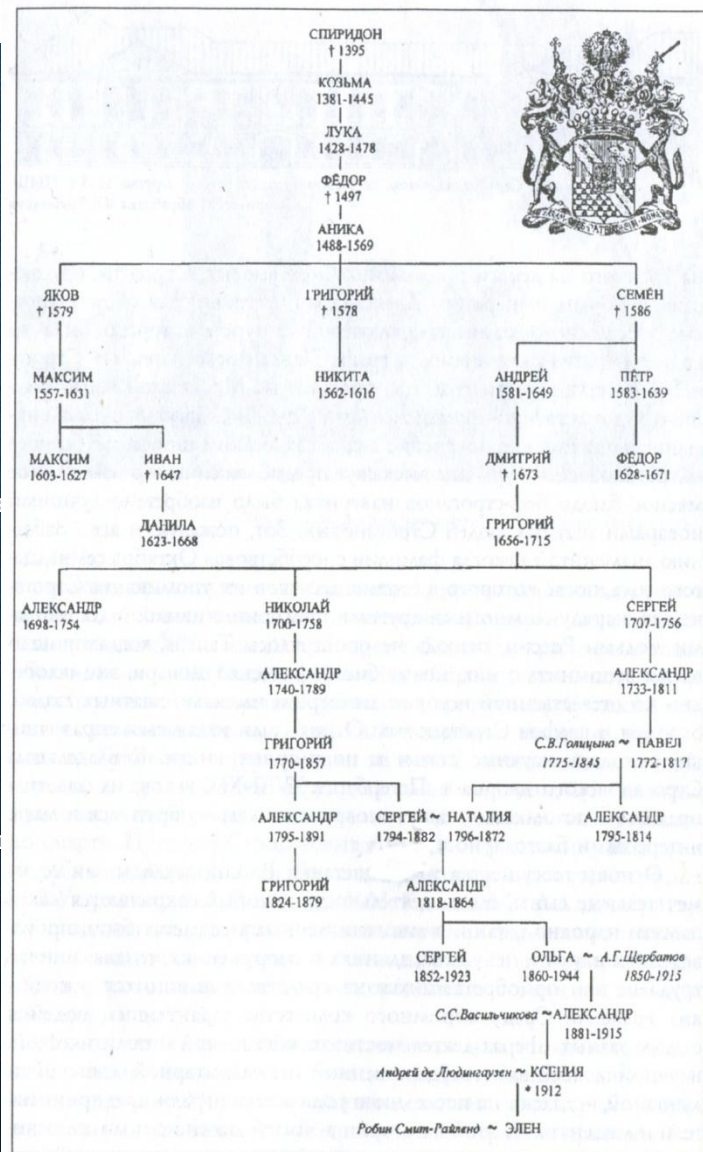 СПИРИДОН
† 1395
КОЗЬМА
1381-1445
ЛУКА
1428-1478
ФЁДОР
† 1497
АНИКА
1488-1569
ЯКОВ ГРИГОРИЙ СЕМЁН
† 1579 † 1578 † 1586
МАКСИМ НИКИТА АНДРЕЙ ПЁТР
1557-1631 1562-1616 1581-1649 1583-1639
МАКСИМ ИВАН ДМИТРИЙ ФЁДОР
1603-1627 † 1647 † 1673 1628-1671
ДАНИЛА ГРИГОРИЙ
1623-1668 1656-1715
АЛЕКСАНДР НИКОЛАЙ СЕРГЕЙ
1698-1754 1700-1758 1707-1756
АЛЕКСАНДР АЛЕКСАНДР
1740-1789 1733-1811
ГРИГОРИЙ С.В.Голицына ~ ПАВЕЛ
1770-1857 1775-1845 1772-1817
АЛЕКСАНДР СЕРГЕЙ ~ НАТАЛЬЯ АЛЕКСАНДР
1795-1891 1794-1882 1796-1872 1795-1814
ГРИГОРИЙ АЛЕКСАНДР
1824-1879 1818-1864
СЕРГЕЙ ОЛЬГА ~ А.Г.Щербатов
1852-1923 1860-1944 1850-1915
С.С.Васильчикова ~ АЛЕКСАНДР
1881-1915
Андрей де Людингаузен ~ КСЕНИЯ
* 1912
Робин Смит-Райленд ~ ЭЛЕН